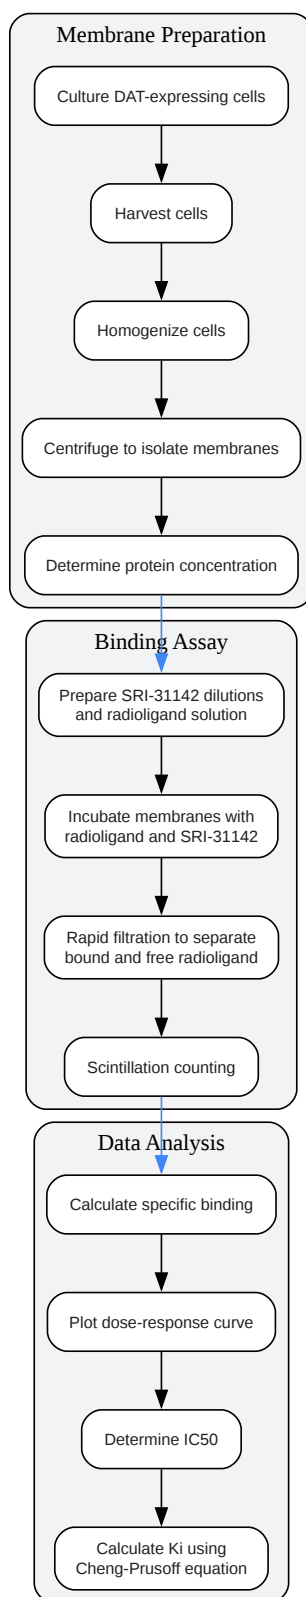 Membrane Preparation
Culture DAT-expressing cells
Harvest cells
Homogenize cells
Centrifuge to isolate membranes
Determine protein concentration
Binding Assay
Prepare SRI-31142 dilutions
and radioligand solution
Incubate membranes with
radioligand and SRI-31142
Rapid filtration to separate
bound and free radioligand
Scintillation counting
Data Analysis
Calculate specific binding
Plot dose-response curve
Determine IC50
Calculate Ki using
Cheng-Prusoff equation